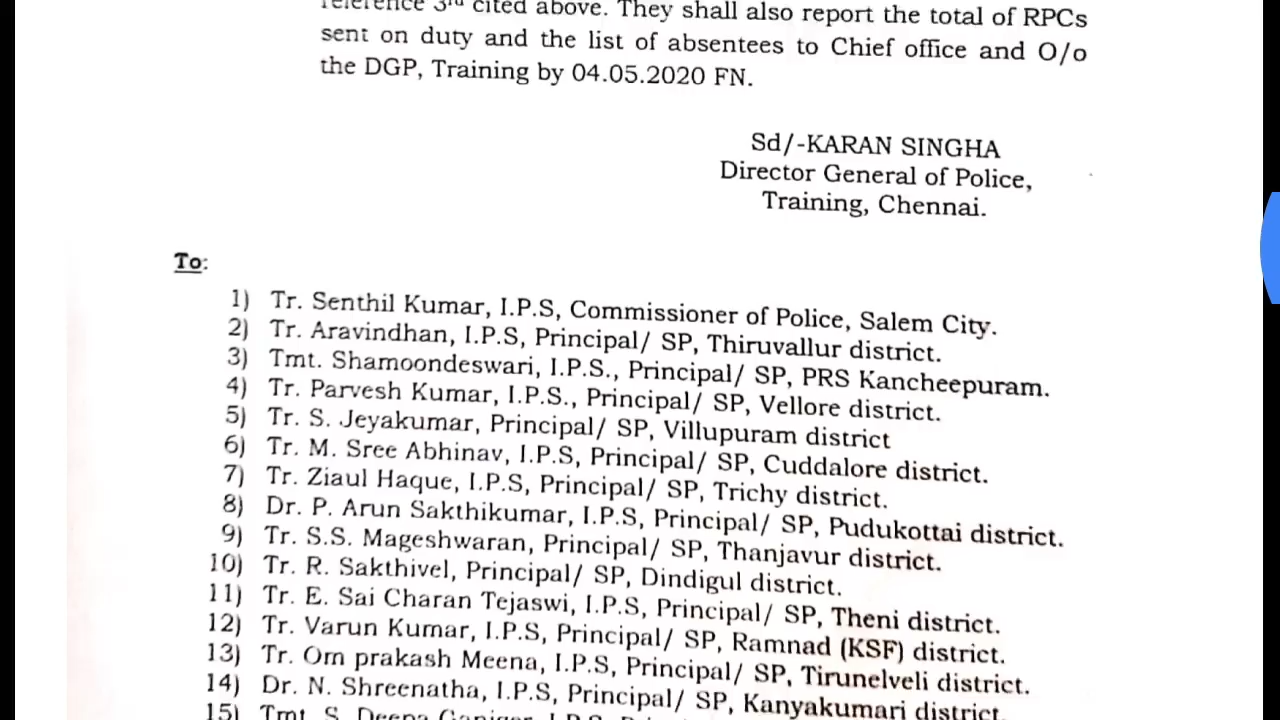 reference 3rd cited above. They shall also report the total of RPCs
sent on duty and the list of absentees to Chief office and O/o
the DGP, Training by 04.05.2020 FN.
Sd/-KARAN SINGHA
Director General of Police,
Training, Chennai.
To:
1) Tr. Senthil Kumar, I.P.S, Commissioner of Police, Salem City.
2) Tr. Aravindhan, I.P.S, Principal/ SP, Thiruvallur district.
3) Tmt. Shamoondeswari, I.P.S., Principal/ SP, PRS Kancheepuram.
4) Tr. Parvesh Kumar, I.P.S., Principal/ SP, Vellore district.
5) Tr. S. Jeyakumar, Principal/ SP, Villupuram district
6) Tr. M. Sree Abhinav, I.P.S, Principal/ SP, Cuddalore district.
7) Tr. Ziaul Haque, I.P.S, Principal/ SP, Trichy district.
8) Dr. P. Arun Sakthikumar, I.P.S, Principal/ SP, Pudukottai district.
9) Tr. S.S. Mageshwaran, Principal/ SP, Thanjavur district.
10) Tr. R. Sakthivel, Principal/ SP, Dindigul district.
11) Tr. E. Sai Charan Tejaswi, I.P.S, Principal/ SP, Theni district.
12) Tr. Varun Kumar, I.P.S, Principal/ SP, Ramnad (KSF) district.
13) Tr. Om prakash Meena, I.P.S, Principal/ SP, Tirunelveli district.
14) Dr. N. Shreenatha, I.P.S, Principal/ SP, Kanyakumari district.
15) Tmt. S. Deepa